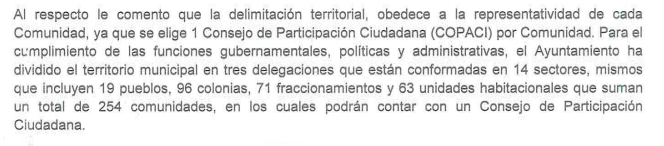 Al respecto le comento que la delimitación territorial, obedece a la representatividad de cada
Comunidad, ya que se elige 1 Consejo de Participación Ciudadana (COPACI) por Comunidad. Para el
cumplimiento de las funciones gubernamentales, políticas y administrativas, el Ayuntamiento ha
dividido el territorio municipal en tres delegaciones que están conformadas en 14 sectores, mismos
que incluyen 19 pueblos, 96 colonias, 71 fraccionamientos y 63 unidades habitacionales que suman
un total de 254 comunidades, en los cuales podrán contar con un Consejo de Participación
Ciudadana.